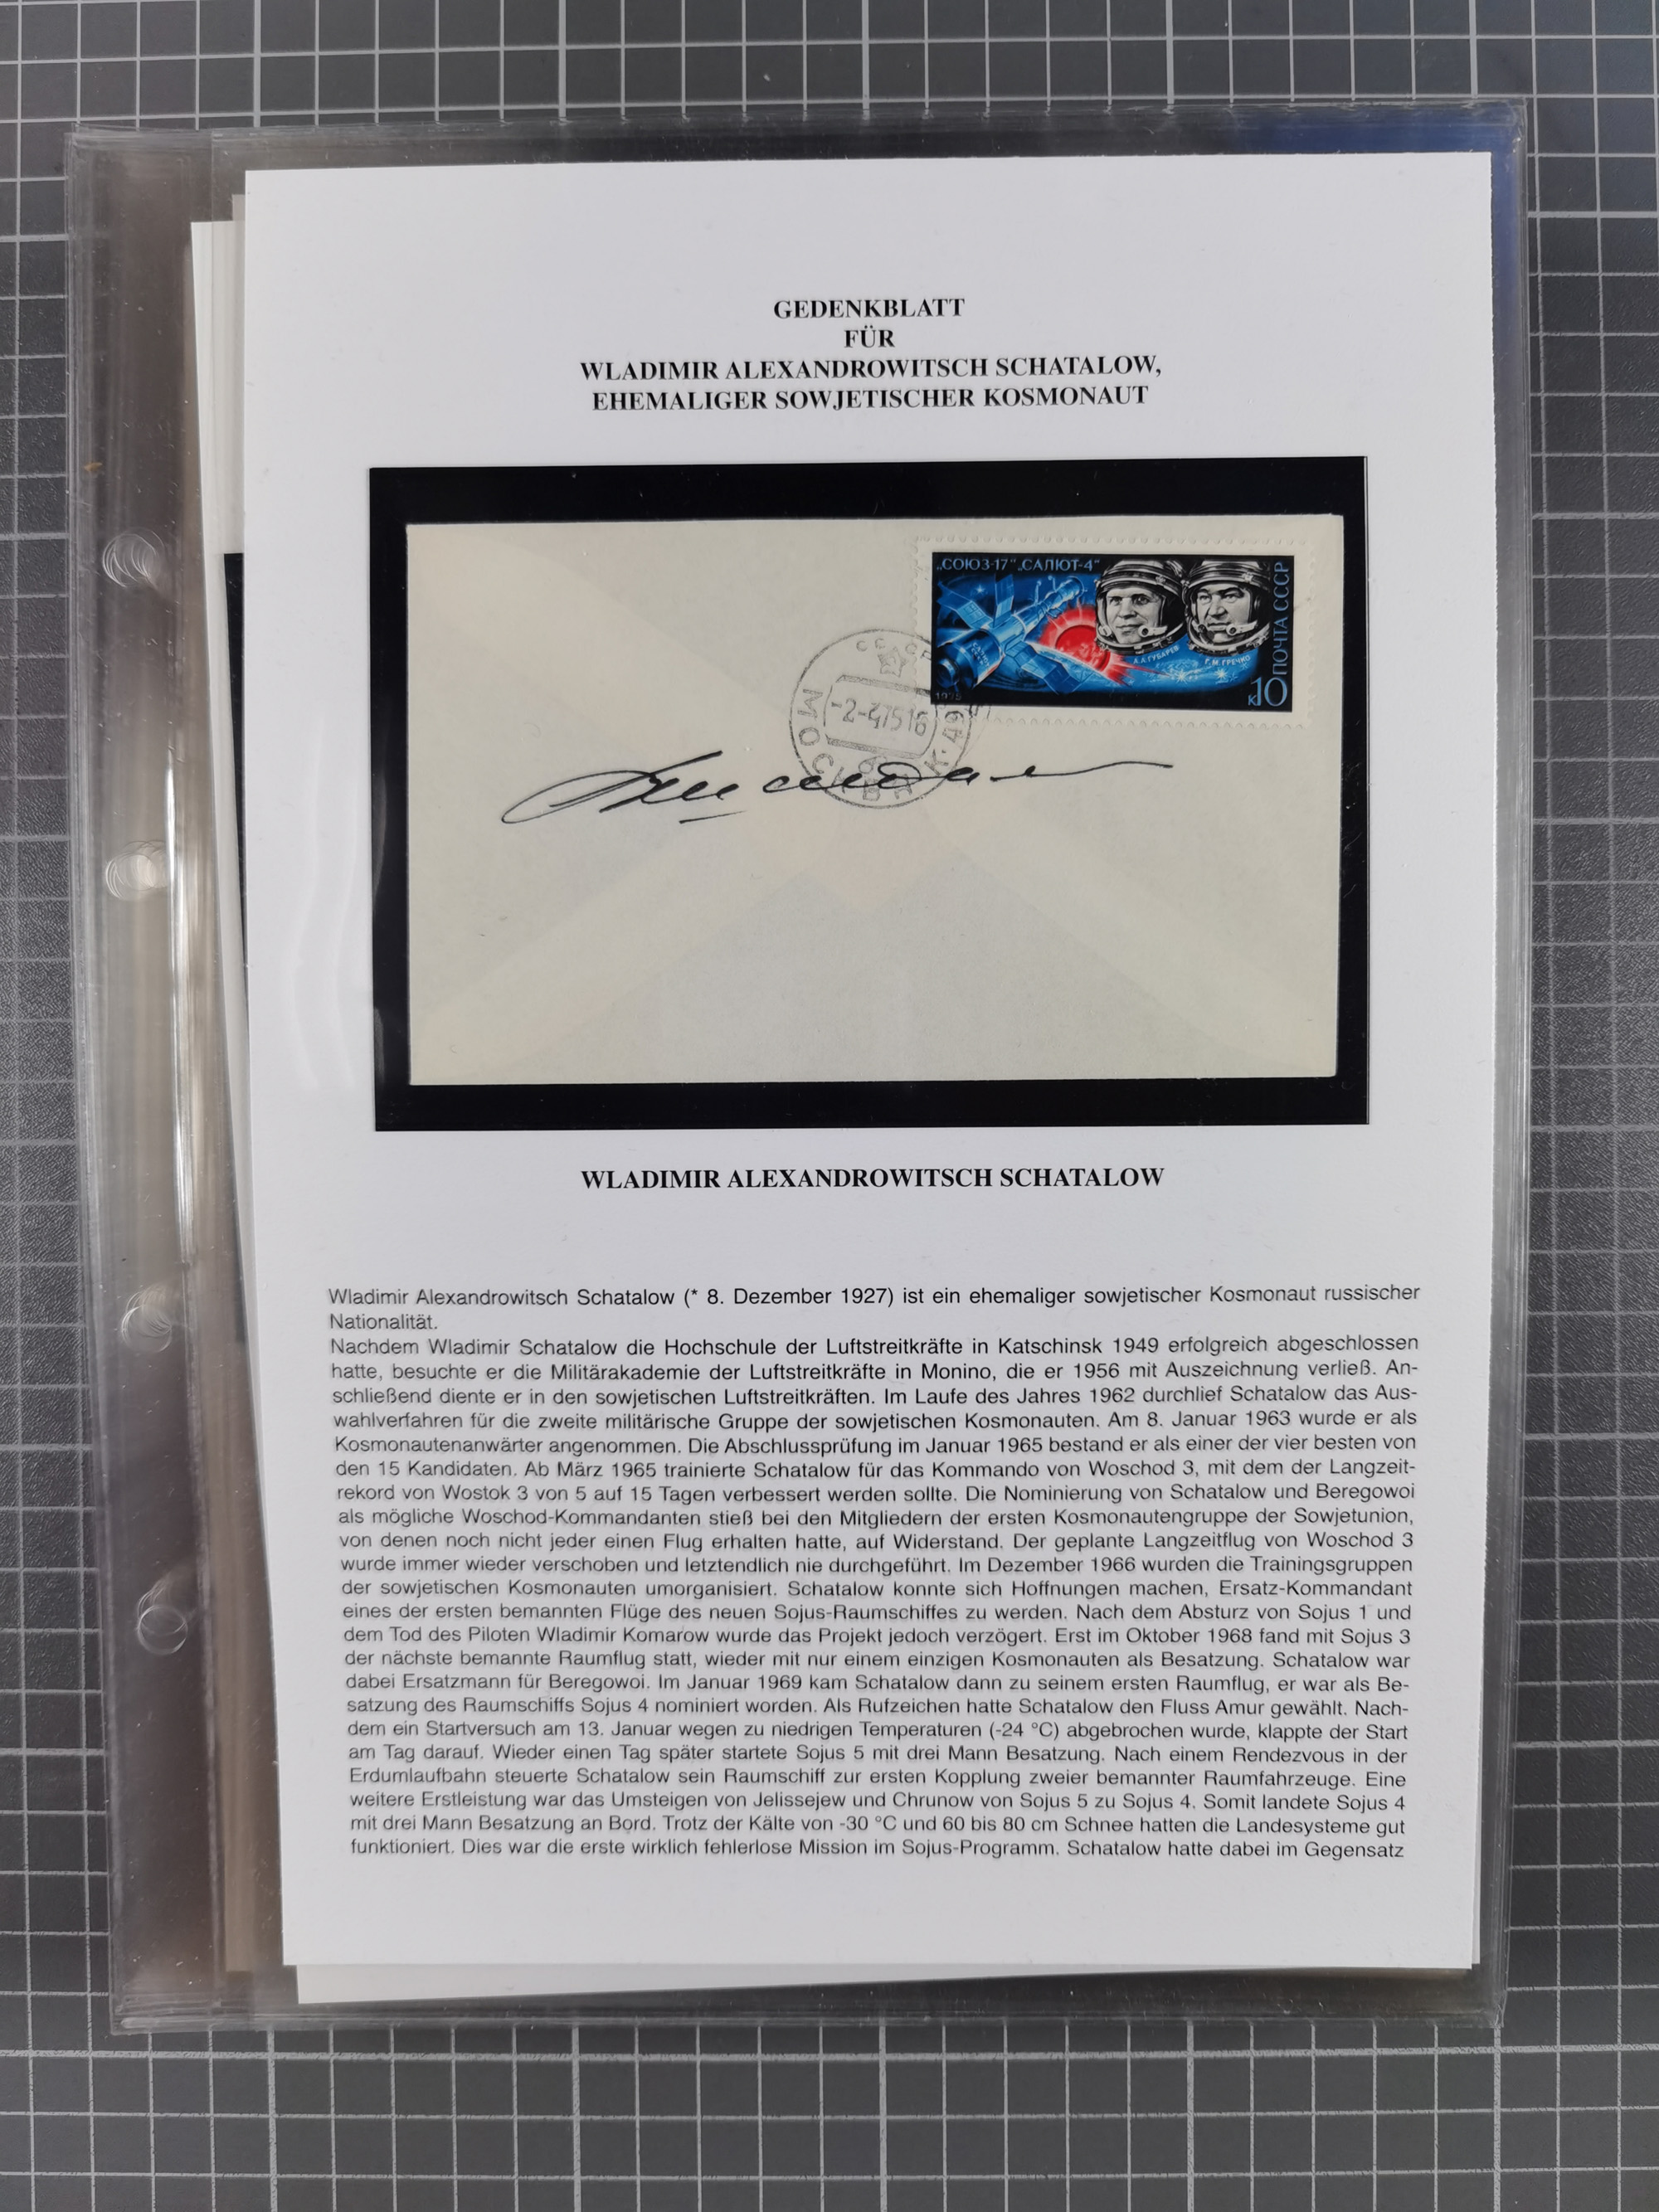 GEDENKBLATT
FÜR
WLADIMIR ALEXANDROWITSCH SCHATALOW,
EHEMALIGER SOWJETISCHER KOSMONAUT
„СОЮЗ-17“ „САЛЮТ-4“
ПОЧТА СССР
А.А.ГУБАРЕВ
Г.М.ГРЕЧКО
1975
к10
СССР
-2-47516
МОСКВА К-49
WLADIMIR ALEXANDROWITSCH SCHATALOW
Wladimir Alexandrowitsch Schatalow (* 8. Dezember 1927) ist ein ehemaliger sowjetischer Kosmonaut russischer
Nationalität.
Nachdem Wladimir Schatalow die Hochschule der Luftstreitkräfte in Katschinsk 1949 erfolgreich abgeschlossen
hatte, besuchte er die Militärakademie der Luftstreitkräfte in Monino, die er 1956 mit Auszeichnung verließ. An-
schließend diente er in den sowjetischen Luftstreitkräften. Im Laufe des Jahres 1962 durchlief Schatalow das Aus-
wahlverfahren für die zweite militärische Gruppe der sowjetischen Kosmonauten. Am 8. Januar 1963 wurde er als
Kosmonautenanwärter angenommen. Die Abschlussprüfung im Januar 1965 bestand er als einer der vier besten von
den 15 Kandidaten. Ab März 1965 trainierte Schatalow für das Kommando von Woschod 3, mit dem der Langzeit-
rekord von Wostok 3 von 5 auf 15 Tagen verbessert werden sollte. Die Nominierung von Schatalow und Beregowoi
als mögliche Woschod-Kommandanten stieß bei den Mitgliedern der ersten Kosmonautengruppe der Sowjetunion,
von denen noch nicht jeder einen Flug erhalten hatte, auf Widerstand. Der geplante Langzeitflug von Woschod 3
wurde immer wieder verschoben und letztendlich nie durchgeführt. Im Dezember 1966 wurden die Trainingsgruppen
der sowjetischen Kosmonauten umorganisiert. Schatalow konnte sich Hoffnungen machen, Ersatz-Kommandant
eines der ersten bemannten Flüge des neuen Sojus-Raumschiffes zu werden. Nach dem Absturz von Sojus 1 und
dem Tod des Piloten Wladimir Komarow wurde das Projekt jedoch verzögert. Erst im Oktober 1968 fand mit Sojus 3
der nächste bemannte Raumflug statt, wieder mit nur einem einzigen Kosmonauten als Besatzung. Schatalow war
dabei Ersatzmann für Beregowoi. Im Januar 1969 kam Schatalow dann zu seinem ersten Raumflug, er war als Be-
satzung des Raumschiffs Sojus 4 nominiert worden. Als Rufzeichen hatte Schatalow den Fluss Amur gewählt. Nach-
dem ein Startversuch am 13. Januar wegen zu niedrigen Temperaturen (-24 °C) abgebrochen wurde, klappte der Start
am Tag darauf. Wieder einen Tag später startete Sojus 5 mit drei Mann Besatzung. Nach einem Rendezvous in der
Erdumlaufbahn steuerte Schatalow sein Raumschiff zur ersten Kopplung zweier bemannter Raumfahrzeuge. Eine
weitere Erstleistung war das Umsteigen von Jelissejew und Chrunow von Sojus 5 zu Sojus 4. Somit landete Sojus 4
mit drei Mann Besatzung an Bord. Trotz der Kälte von -30 °C und 60 bis 80 cm Schnee hatten die Landesysteme gut
funktioniert. Dies war die erste wirklich fehlerlose Mission im Sojus-Programm. Schatalow hatte dabei im Gegensatz